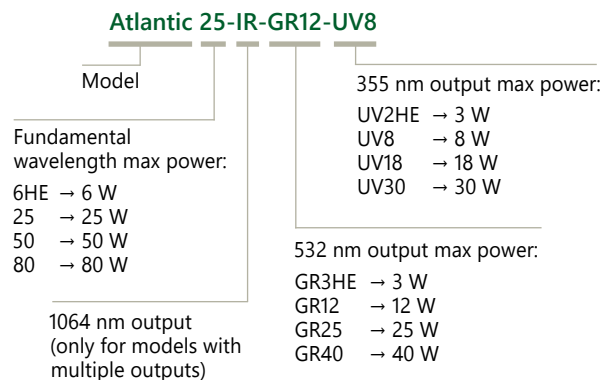 Atlantic 25-IR-GR12-UV8
Model
355 nm output max power:
UV2HE → 3 W
UV8 → 8 W
UV18 → 18 W
UV30 → 30 W
Fundamental
wavelength max power:
6HE → 6 W
25 → 25 W
50 → 50 W
80 → 80 W
532 nm output max power:
GR3HE → 3 W
GR12 → 12 W
GR25 → 25 W
GR40 → 40 W
1064 nm output
(only for models with
multiple outputs)